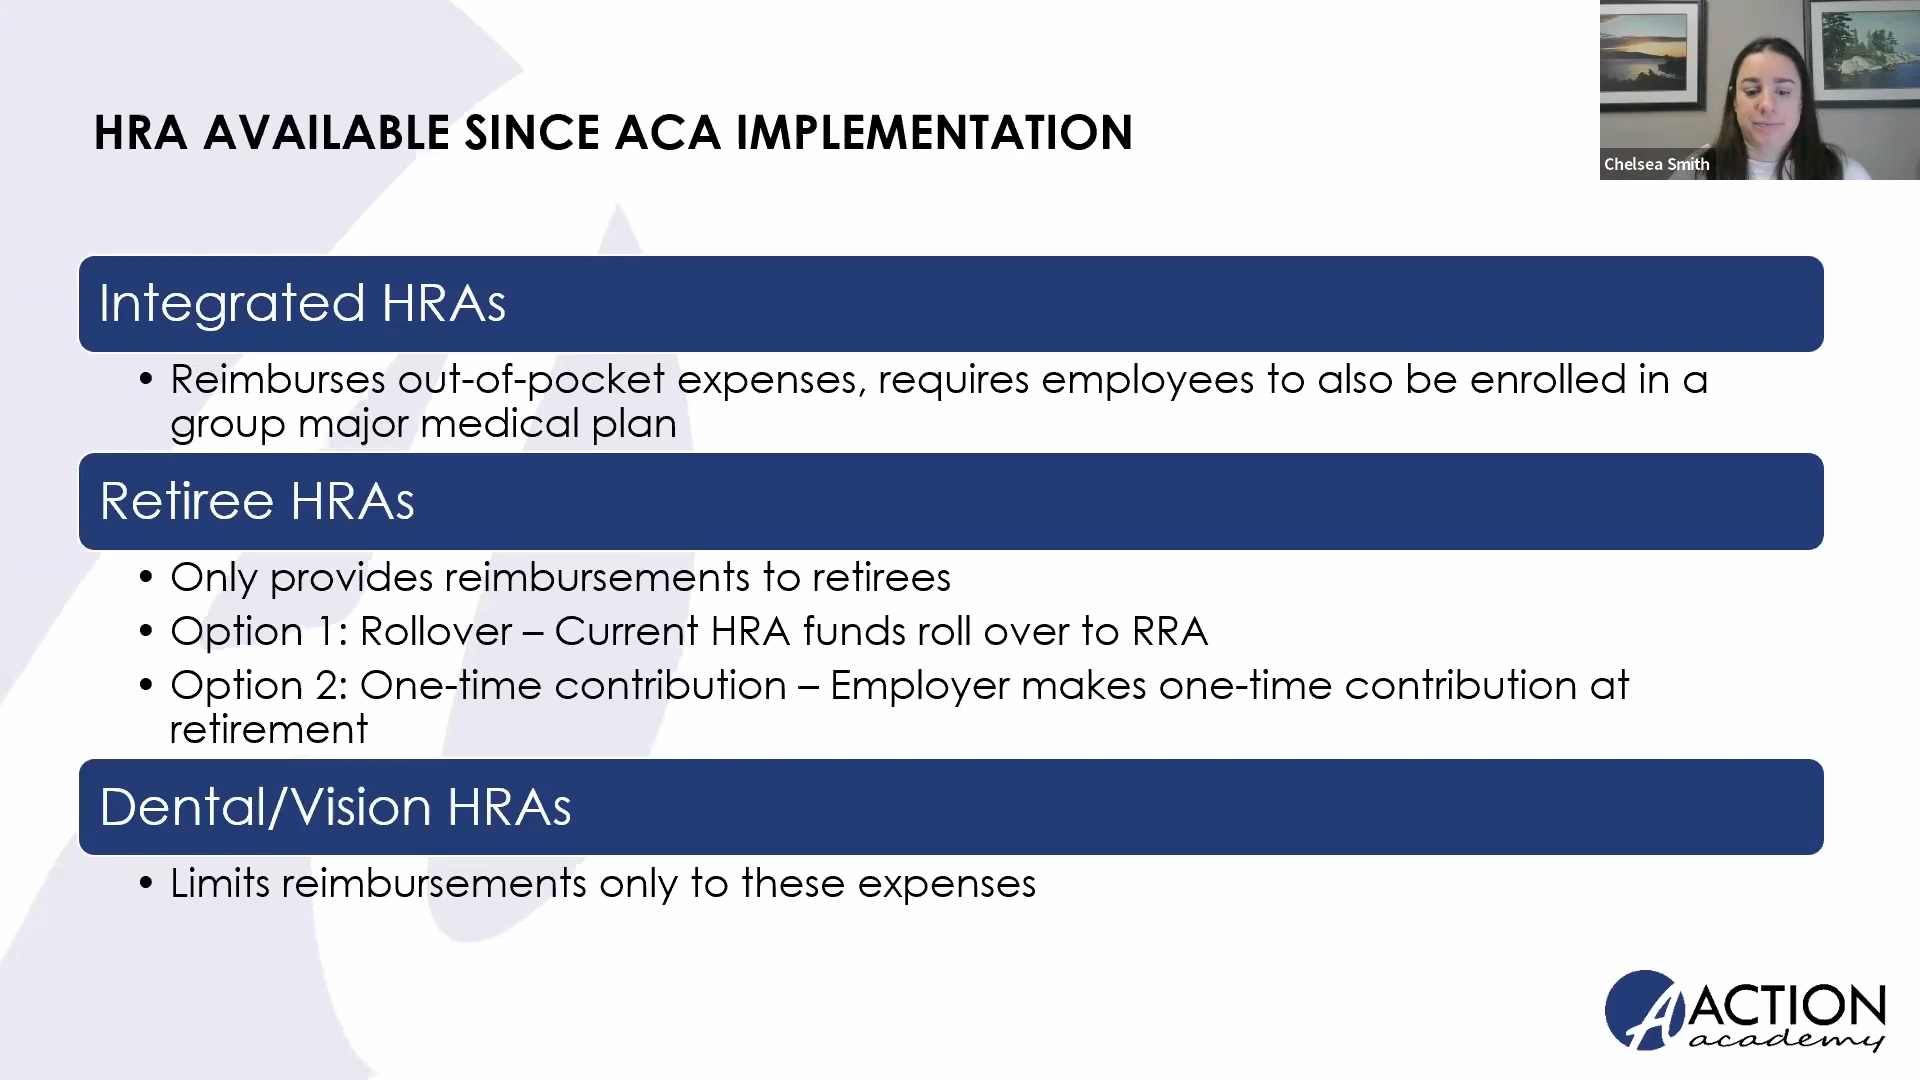 HRA AVAILABLE SINCE ACA IMPLEMENTATION
Chelsea Smith
Integrated HRAs
• Reimburses out-of-pocket expenses, requires employees to also be enrolled in a
group major medical plan
Retiree HRAs
• Only provides reimbursements to retirees
• Option 1: Rollover – Current HRA funds roll over to RRA
• Option 2: One-time contribution – Employer makes one-time contribution at
retirement
Dental/Vision HRAs
• Limits reimbursements only to these expenses
A ACTION
academy